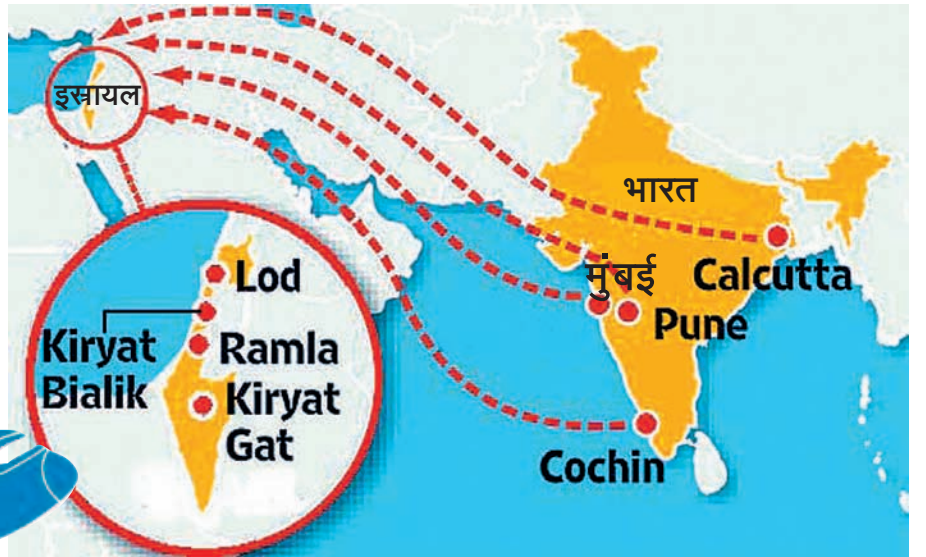 इस्रायल
भारत
मुंबई
Calcutta
Pune
Cochin
Lod
Kiryat
Bialik
Ramla
Kiryat
Gat